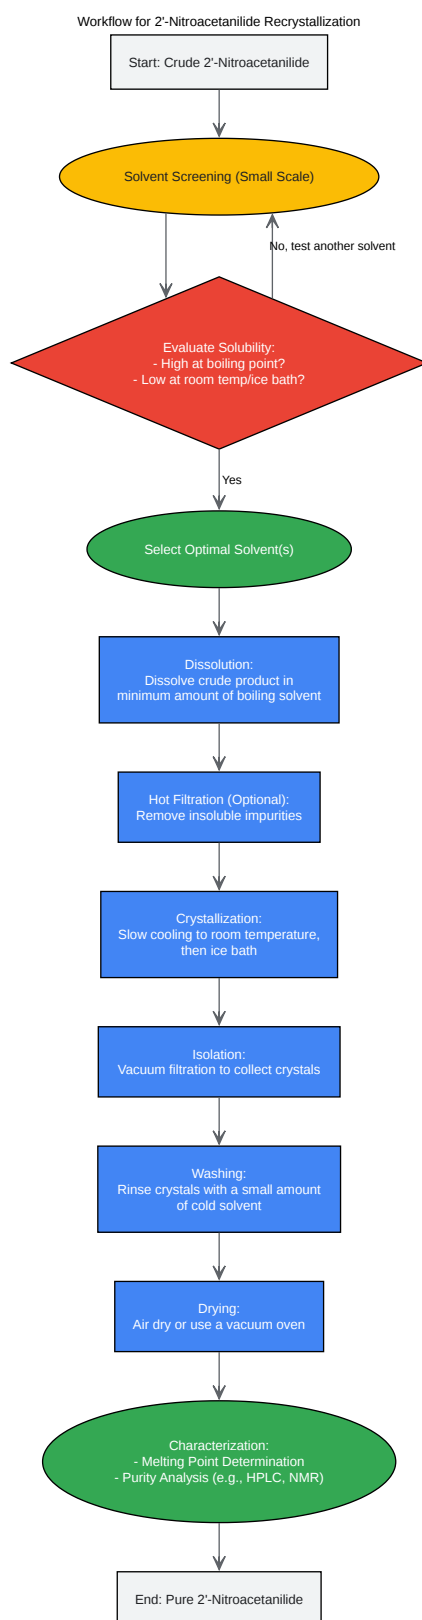 Workflow for 2'-Nitroacetanilide Recrystallization
Start: Crude 2'-Nitroacetanilide
Solvent Screening (Small Scale)
No, test another solvent
Evaluate Solubility:
- High at boiling point?
- Low at room temp/ice bath?
Yes
Select Optimal Solvent(s)
Dissolution:
Dissolve crude product in
minimum amount of boiling solvent
Hot Filtration (Optional):
Remove insoluble impurities
Crystallization:
Slow cooling to room temperature,
then ice bath
Isolation:
Vacuum filtration to collect crystals
Washing:
Rinse crystals with a small amount
of cold solvent
Drying:
Air dry or use a vacuum oven
Characterization:
- Melting Point Determination
- Purity Analysis (e.g., HPLC, NMR)
End: Pure 2'-Nitroacetanilide